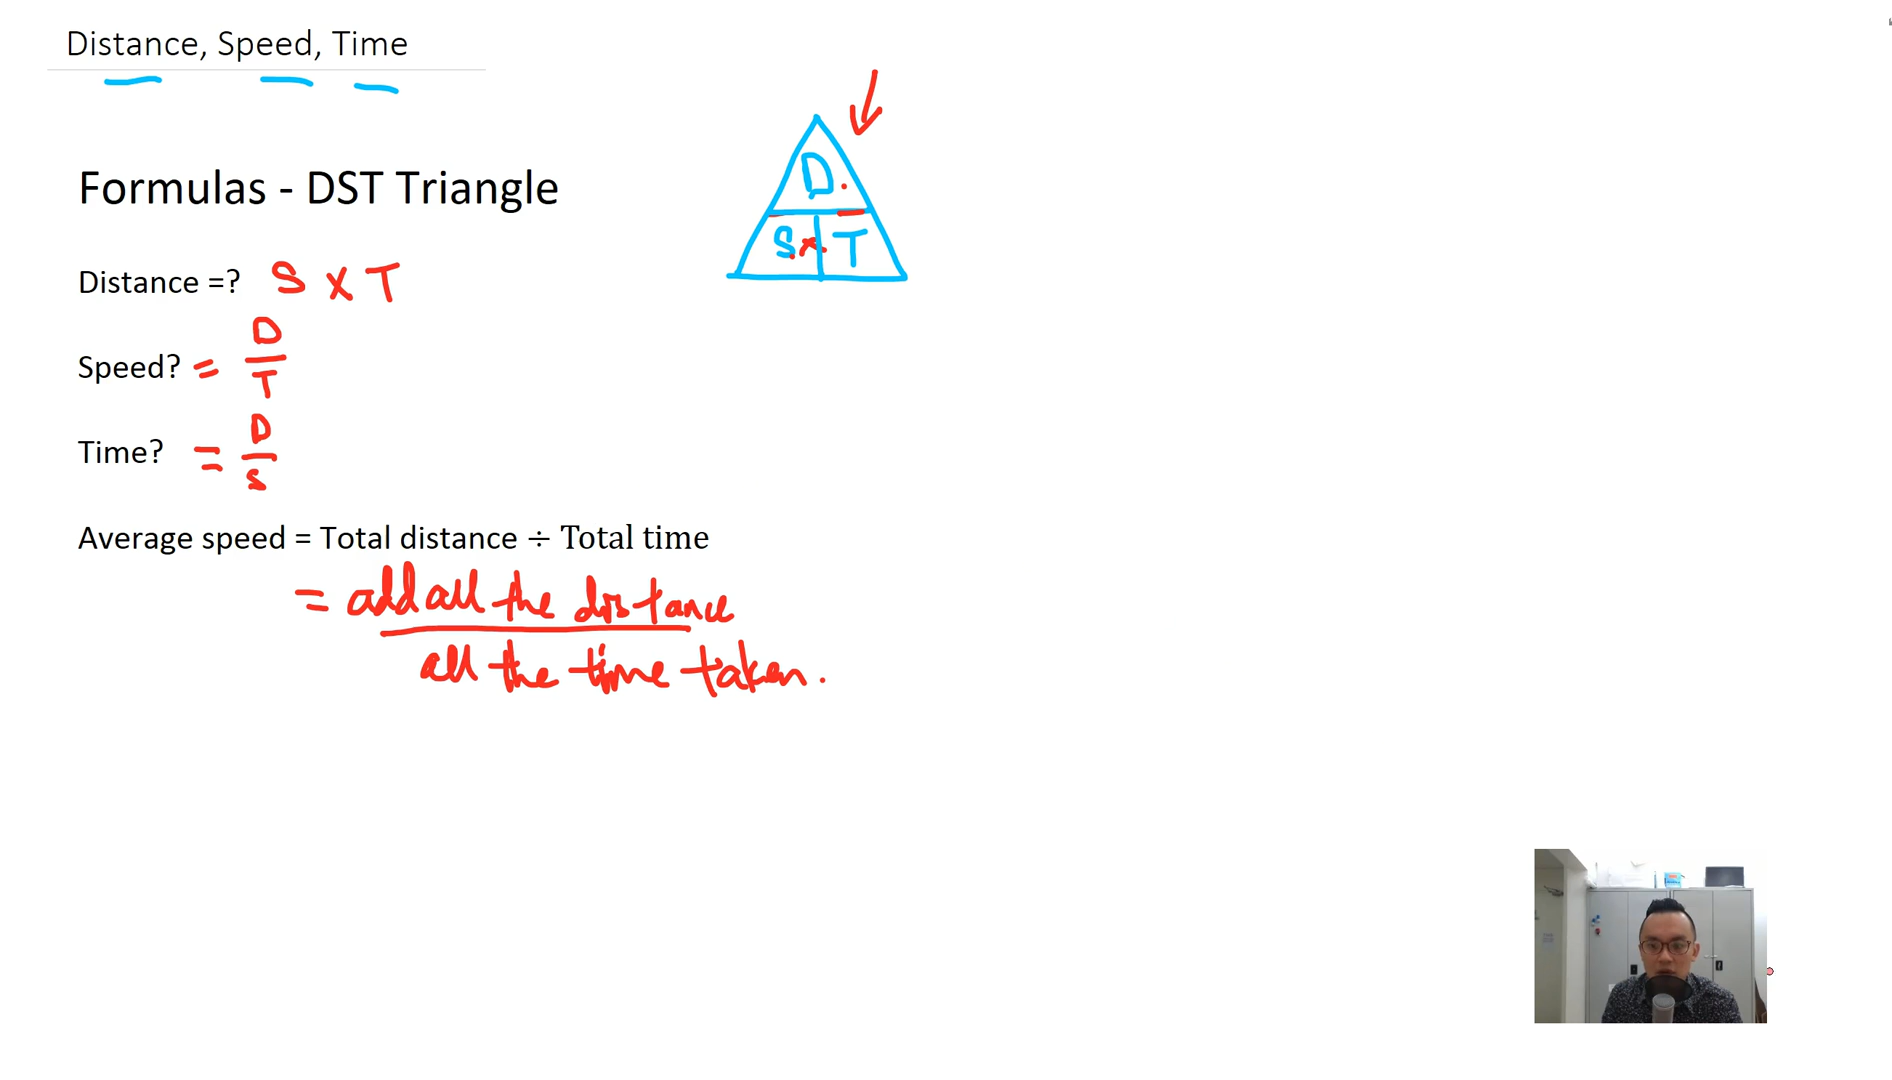 Distance, Speed, Time
Formulas - DST Triangle
D
S × T
Distance =? S × T
Speed? = D
T
Time? = D
S
Average speed = Total distance ÷ Total time
= add all the distance
all the time taken.